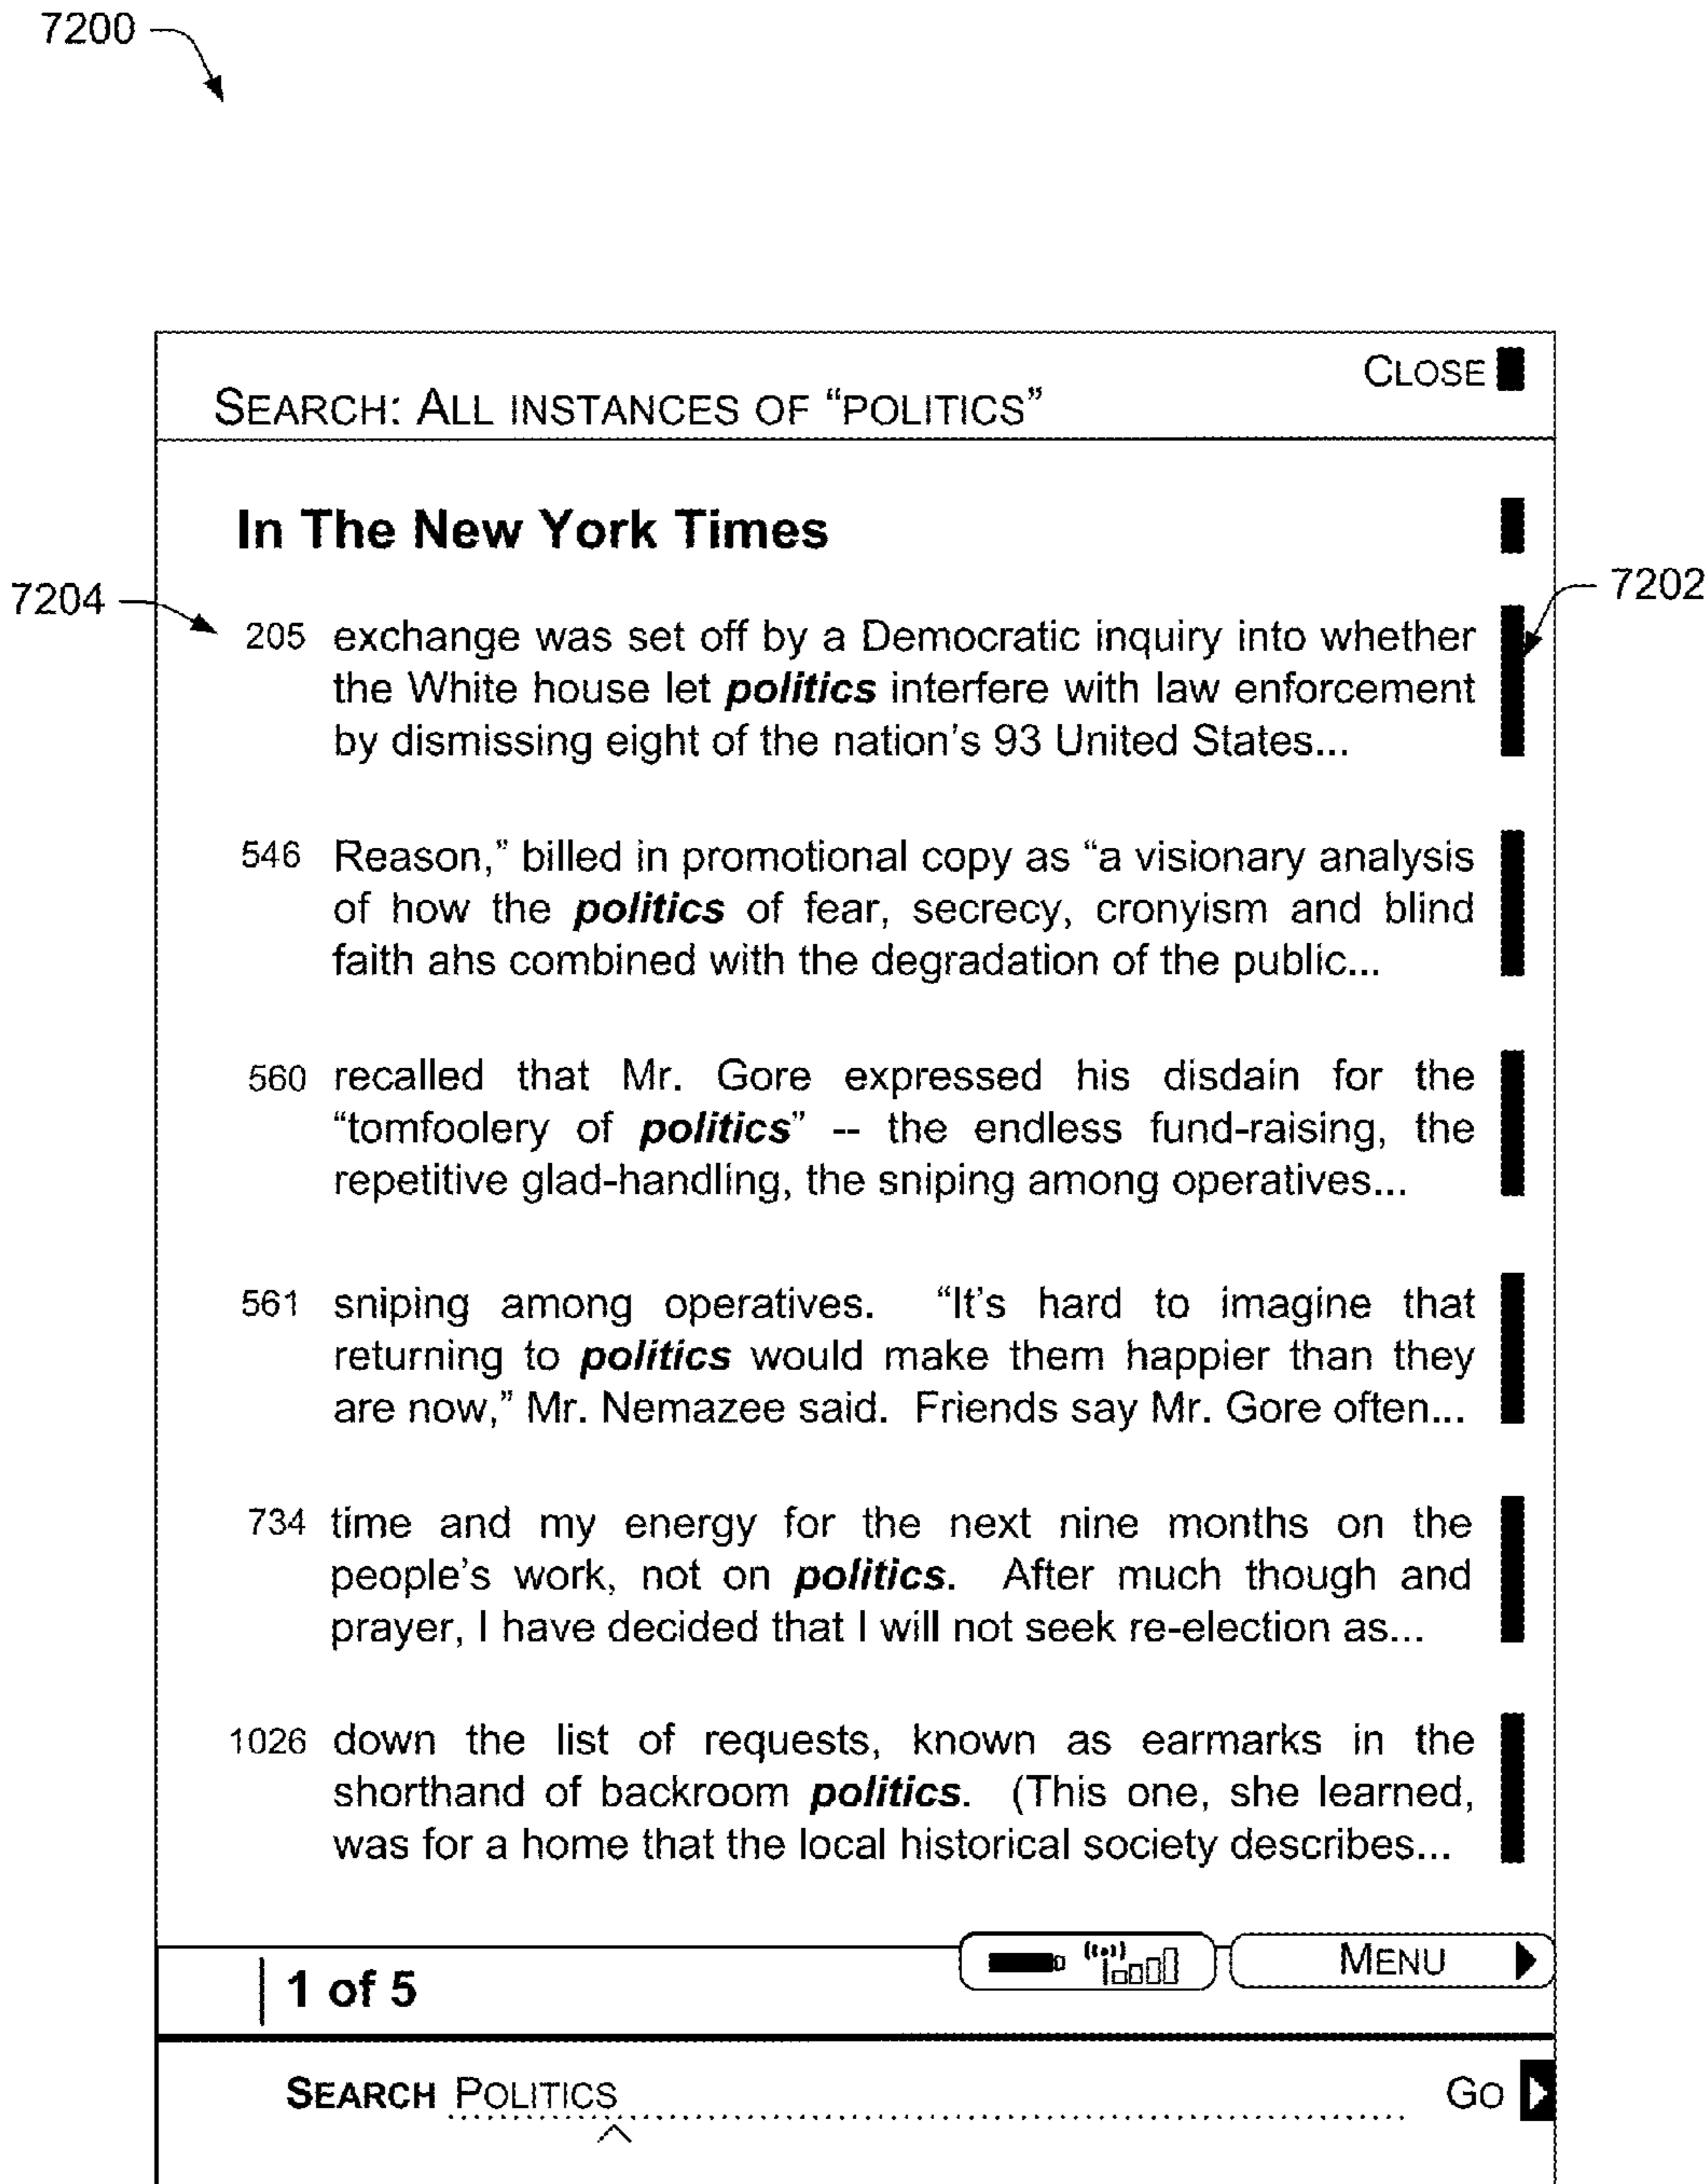 7200
CLOSE
SEARCH: ALL INSTANCES OF “POLITICS”
In The New York Times
7204
7202
205 exchange was set off by a Democratic inquiry into whether
the White house let politics interfere with law enforcement
by dismissing eight of the nation's 93 United States...
546 Reason,” billed in promotional copy as “a visionary analysis
of how the politics of fear, secrecy, cronyism and blind
faith ahs combined with the degradation of the public...
560 recalled that Mr. Gore expressed his disdain for the
“tomfoolery of politics” -- the endless fund-raising, the
repetitive glad-handling, the sniping among operatives...
561 sniping among operatives. “It's hard to imagine that
returning to politics would make them happier than they
are now,” Mr. Nemazee said. Friends say Mr. Gore often...
734 time and my energy for the next nine months on the
people's work, not on politics. After much though and
prayer, I have decided that I will not seek re-election as...
1026 down the list of requests, known as earmarks in the
shorthand of backroom politics. (This one, she learned,
was for a home that the local historical society describes...
1 of 5
MENU
SEARCH POLITICS
GO